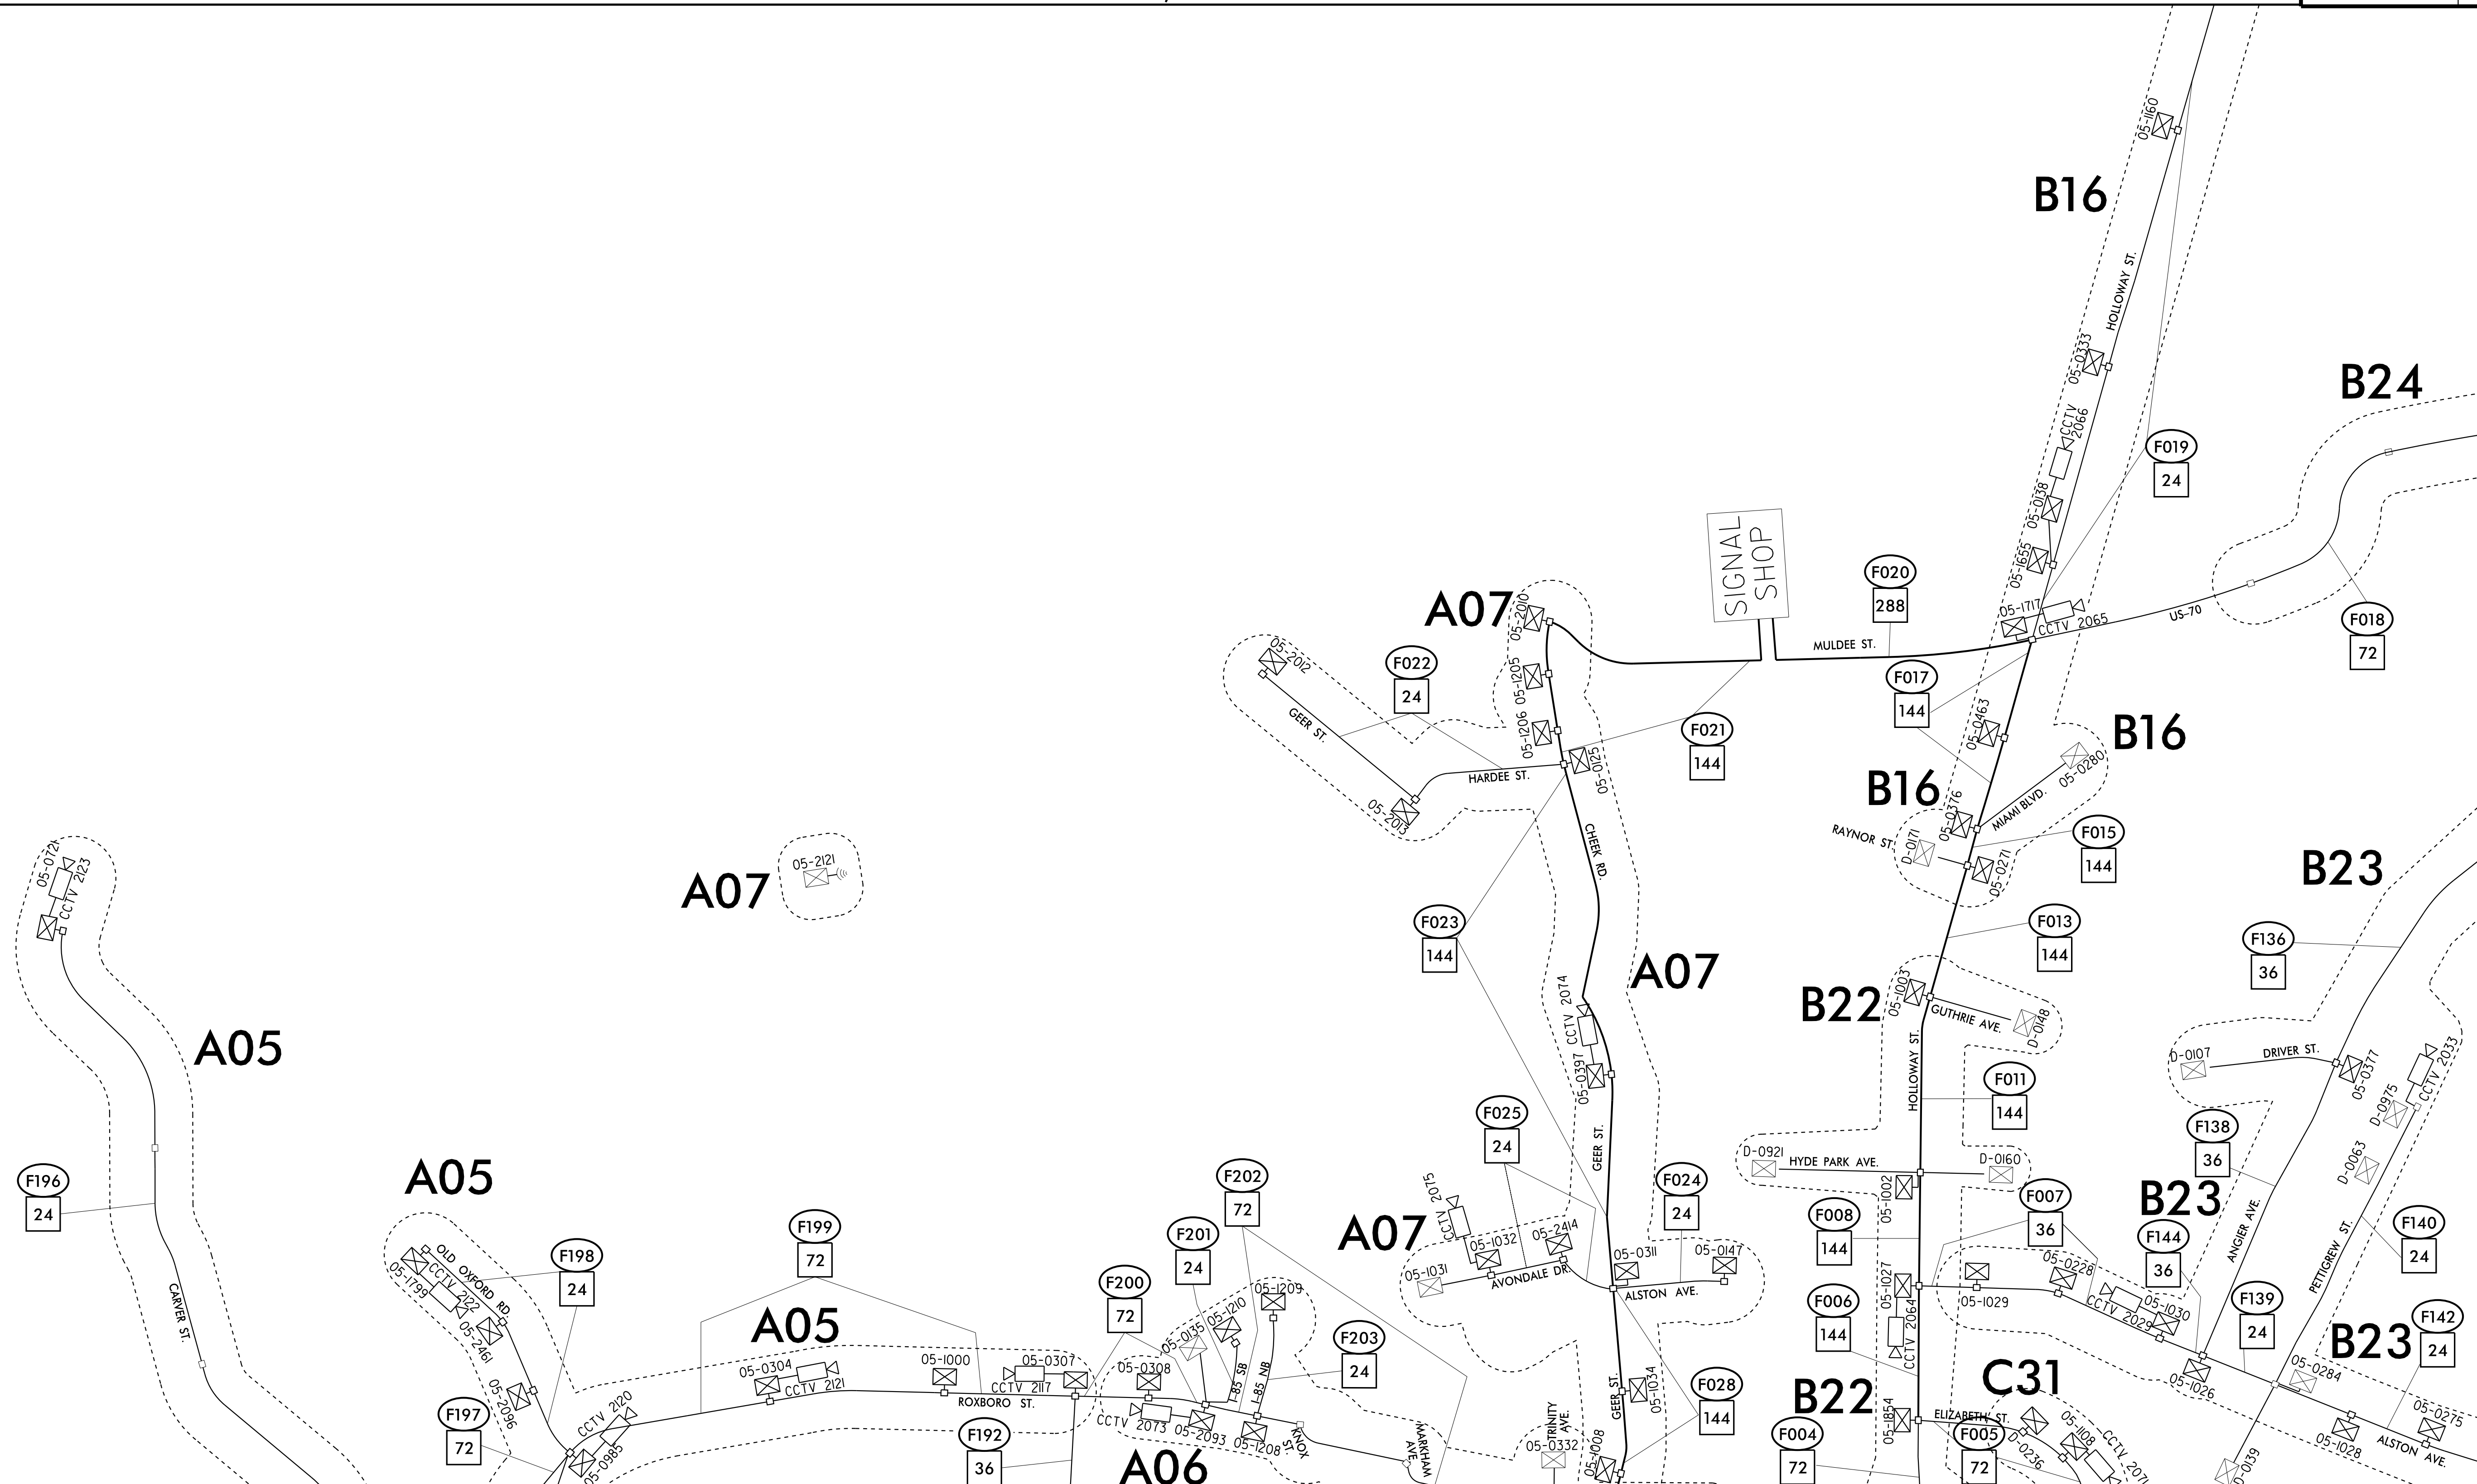 05-1160
B16
HOLLOWAY ST.
05-0333
B24
CCTV
2066
F019
24
05-0138
SIGNAL
SHOP
05-1655
F020
288
A07
05-2010
05-1717
CCTV 2065
US-70
F018
72
MULDEE ST.
05-2012
F022
24
05-1205
F017
144
GEER ST.
05-1206
05-0463
F021
144
B16
05-0125
05-0280
HARDEE ST.
B16
05-0376
MIAMI BLVD.
05-2013
RAYNOR ST.
D-0171
F015
144
CHEEK RD.
05-0271
CCTV 2123
A07
05-2121
B23
F023
144
F013
144
F136
36
A07
05-1003
B22
GUTHRIE AVE.
D-0148
CCTV 2074
A05
D-0107
DRIVER ST.
05-0377
CCTV 2033
05-0397
HOLLOWAY ST.
F011
144
D-0975
F025
24
F138
36
GEER ST.
D-0921
HYDE PARK AVE.
D-0160
D-0063
F196
24
A05
F202
72
F024
24
05-1002
F007
36
B23
CCTV 2075
F199
72
F201
24
A07
05-2414
05-1032
F008
144
F144
36
ANGIER AVE.
F140
24
PETTIGREW ST.
F198
24
OLD OXFORD RD.
05-1799
CCTV 2122
05-0311
05-0147
05-1031
AVONDALE DR.
ALSTON AVE.
05-1027
05-0228
05-1029
F200
72
05-1209
05-1210
05-0135
F006
144
CCTV 2029
05-1030
F139
24
CARVER ST.
A05
CCTV 2064
05-2461
F203
24
B23
F142
24
05-0304
CCTV 2121
05-1000
05-0307
CCTV 2117
05-0308
I-85 SB
I-85 NB
05-1034
C31
05-1026
05-0284
05-2096
ROXBORO ST.
GEER ST.
F028
144
B22
CCTV 2120
F197
72
CCTV 2073
05-2093
05-1208
KNOX
ST.
TRINITY
AVE.
05-1854
ELIZABETH ST.
05-0275
F192
36
MARKHAM
AVE.
05-0332
05-1008
F004
72
F005
72
D-0236
05-1108
05-1028
ALSTON AVE.
05-0985
A06
D-0139